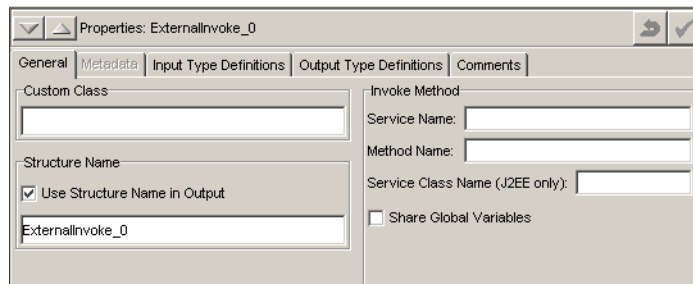 Properties: ExternalInvoke_0
General Metadata Input Type Definitions Output Type Definitions Comments
Custom Class
Structure Name
Use Structure Name in Output
ExternalInvoke_0
Invoke Method
Service Name:
Method Name:
Service Class Name (J2EE only):
Share Global Variables